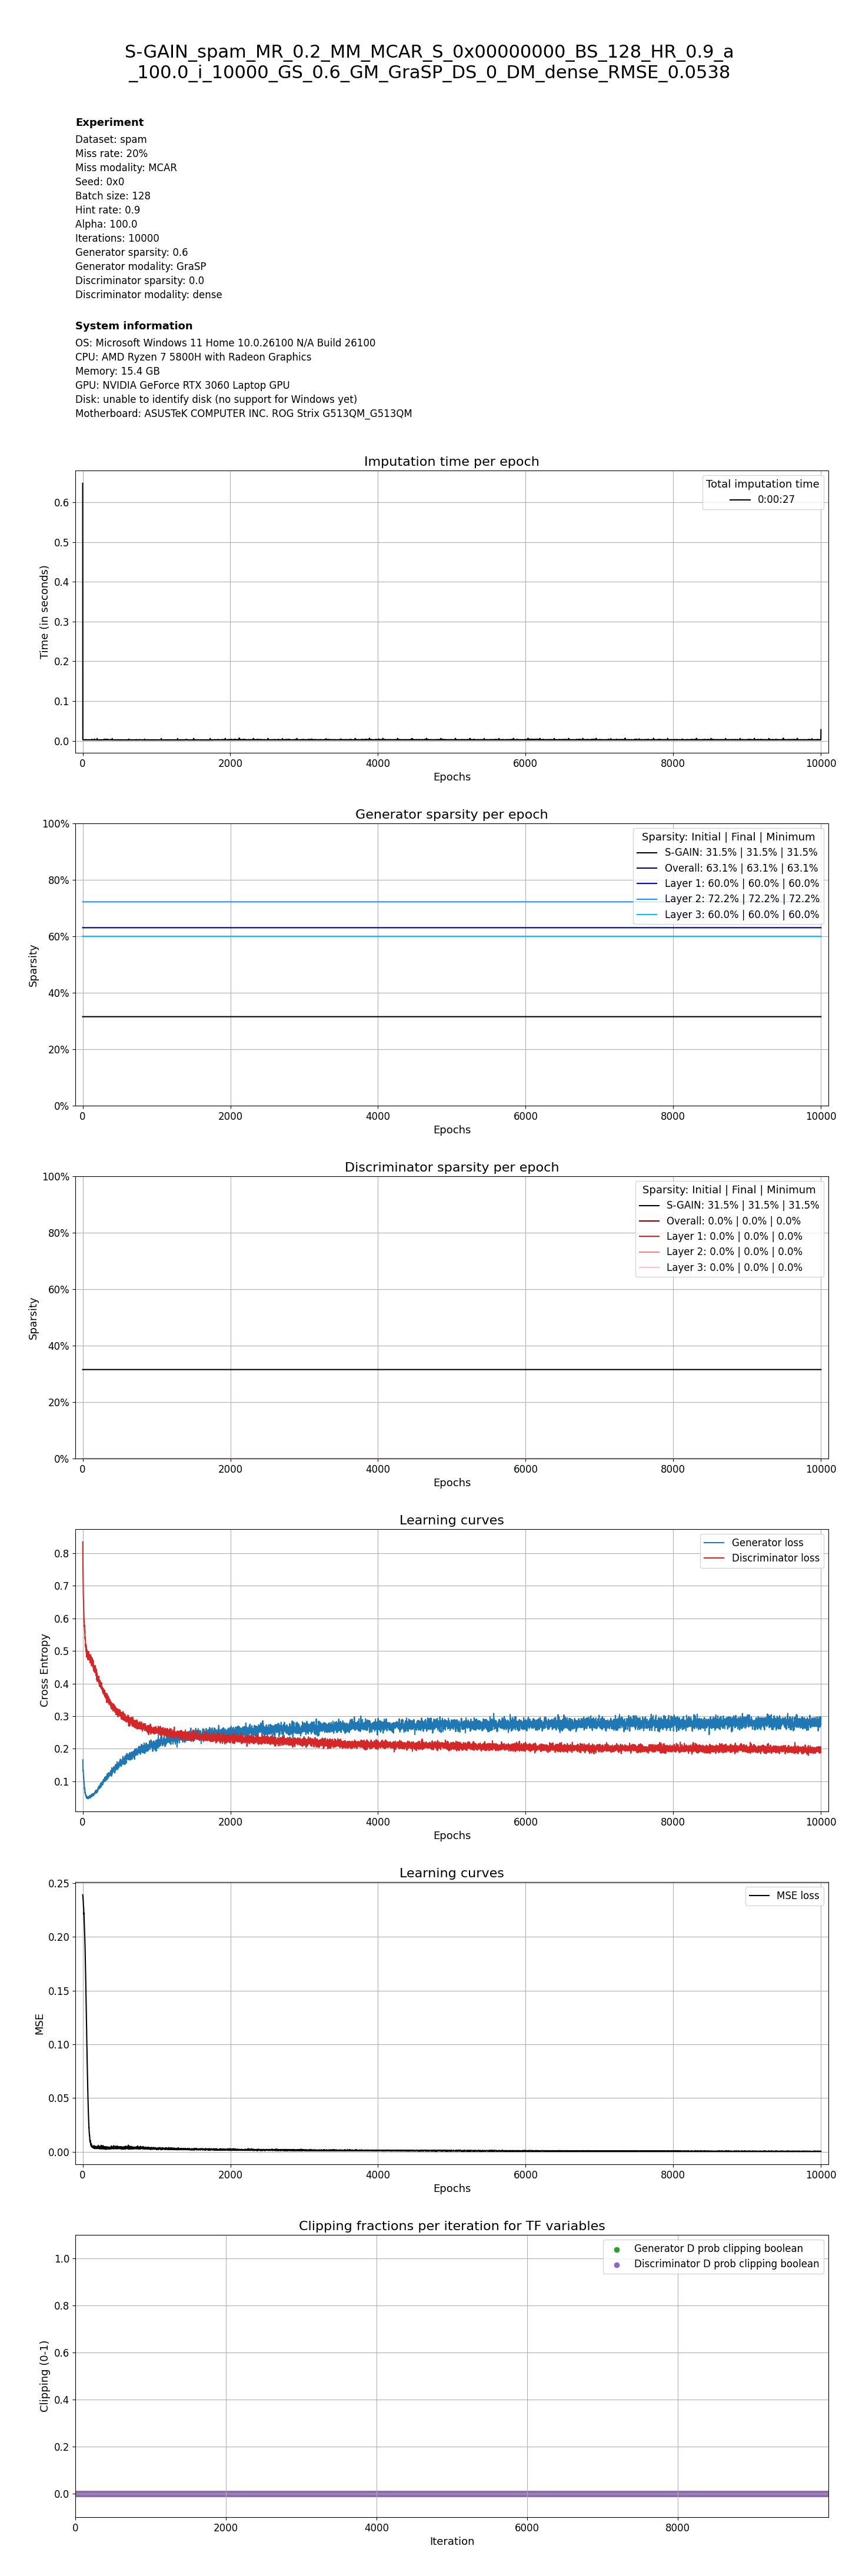 S-GAIN_spam_MR_0.2_MM_MCAR_S_0x00000000_BS_128_HR_0.9_a
_100.0_i_10000_GS_0.6_GM_GraSP_DS_0_DM_dense_RMSE_0.0538
Experiment
Dataset: spam
Miss rate: 20%
Miss modality: MCAR
Seed: 0x0
Batch size: 128
Hint rate: 0.9
Alpha: 100.0
Iterations: 10000
Generator sparsity: 0.6
Generator modality: GraSP
Discriminator sparsity: 0.0
Discriminator modality: dense
System information
OS: Microsoft Windows 11 Home 10.0.26100 N/A Build 26100
CPU: AMD Ryzen 7 5800H with Radeon Graphics
Memory: 15.4 GB
GPU: NVIDIA GeForce RTX 3060 Laptop GPU
Disk: unable to identify disk (no support for Windows yet)
Motherboard: ASUSTeK COMPUTER INC. ROG Strix G513QM_G513QM
Imputation time per epoch
Total imputation time
0:00:27
Time (in seconds)
0.6
0.5
0.4
0.3
0.2
0.1
0.0
0 2000 4000 6000 8000 10000
Epochs
Generator sparsity per epoch
Sparsity: Initial | Final | Minimum
S-GAIN: 31.5% | 31.5% | 31.5%
Overall: 63.1% | 63.1% | 63.1%
Layer 1: 60.0% | 60.0% | 60.0%
Layer 2: 72.2% | 72.2% | 72.2%
Layer 3: 60.0% | 60.0% | 60.0%
Sparsity
100%
80%
60%
40%
20%
0%
0 2000 4000 6000 8000 10000
Epochs
Discriminator sparsity per epoch
Sparsity: Initial | Final | Minimum
S-GAIN: 31.5% | 31.5% | 31.5%
Overall: 0.0% | 0.0% | 0.0%
Layer 1: 0.0% | 0.0% | 0.0%
Layer 2: 0.0% | 0.0% | 0.0%
Layer 3: 0.0% | 0.0% | 0.0%
Sparsity
100%
80%
60%
40%
20%
0%
0 2000 4000 6000 8000 10000
Epochs
Learning curves
Generator loss
Discriminator loss
Cross Entropy
0.8
0.7
0.6
0.5
0.4
0.3
0.2
0.1
0 2000 4000 6000 8000 10000
Epochs
Learning curves
MSE loss
MSE
0.25
0.20
0.15
0.10
0.05
0.00
0 2000 4000 6000 8000 10000
Epochs
Clipping fractions per iteration for TF variables
Generator D prob clipping boolean
Discriminator D prob clipping boolean
Clipping (0-1)
1.0
0.8
0.6
0.4
0.2
0.0
0 2000 4000 6000 8000
Iteration